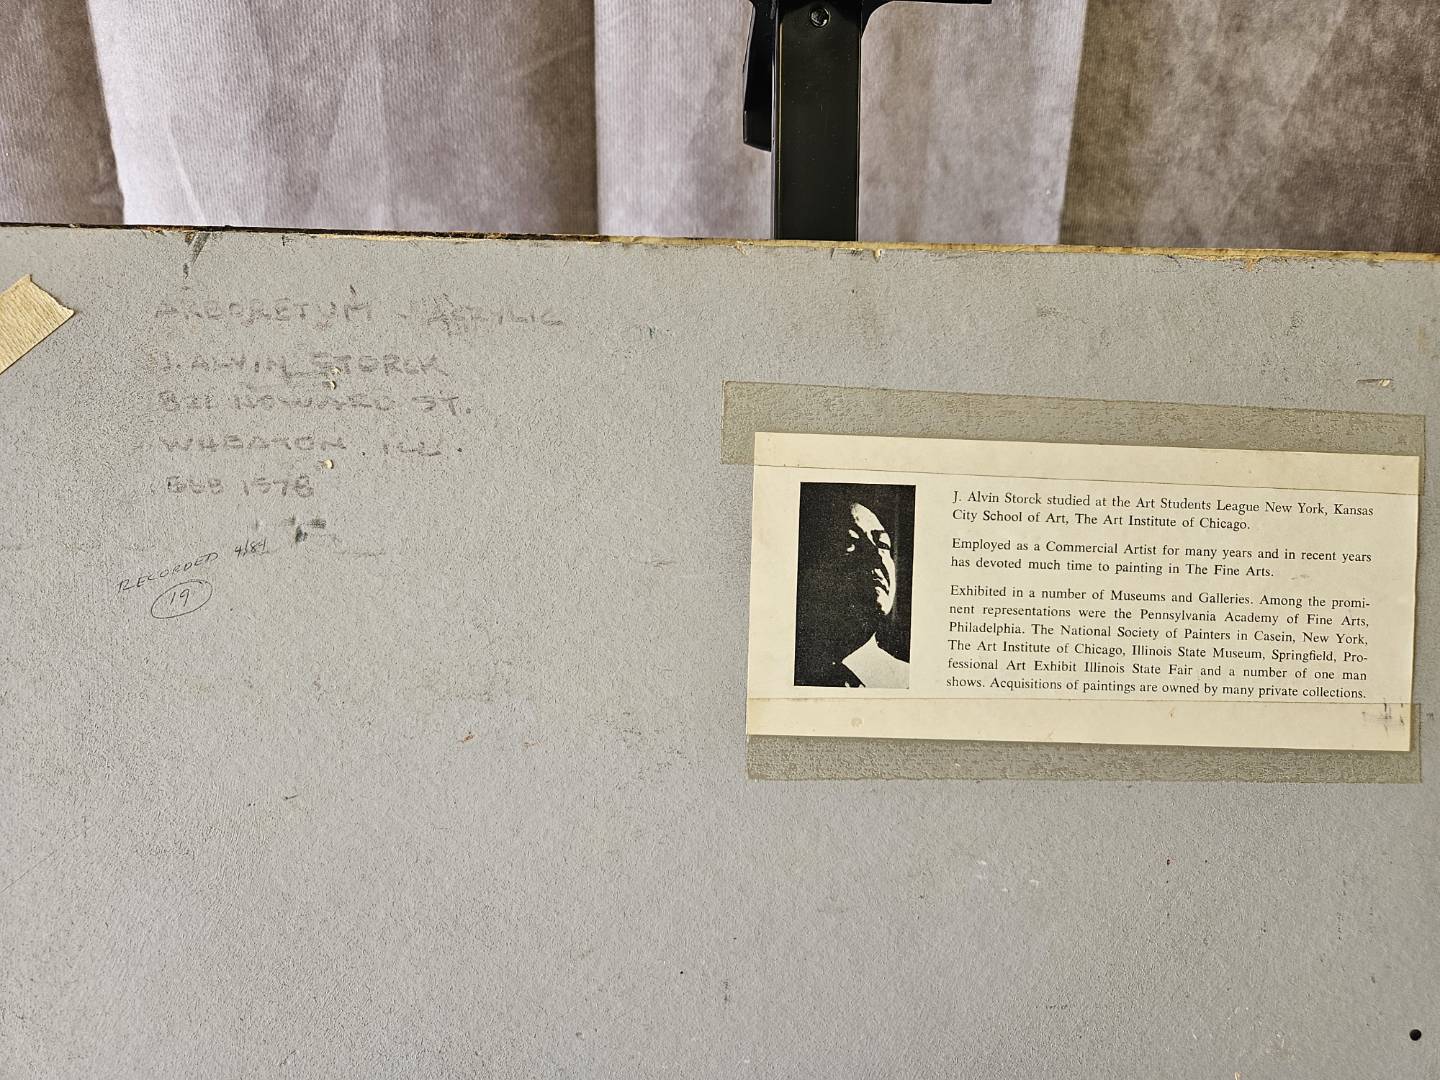 ARBORETUM - ACRYLIC
J. ALVIN STORCK
HOWARD ST.
WHEATON, ILL.
1978
RECORDED 4/84
19
J. Alvin Storck studied at the Art Students League New York, Kansas
City School of Art, The Art Institute of Chicago.
Employed as a Commercial Artist for many years and in recent years
has devoted much time to painting in The Fine Arts.
Exhibited in a number of Museums and Galleries. Among the promi-
nent representations were the Pennsylvania Academy of Fine Arts,
Philadelphia. The National Society of Painters in Casein, New York,
The Art Institute of Chicago, Illinois State Museum, Springfield, Pro-
fessional Art Exhibit Illinois State Fair and a number of one man
shows. Acquisitions of paintings are owned by many private collections.